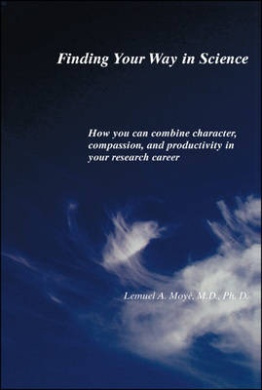 Finding Your Way in Science
How you can combine character,
compassion, and productivity in
your research career
Lemuel A. Moyé, M.D., Ph. D.